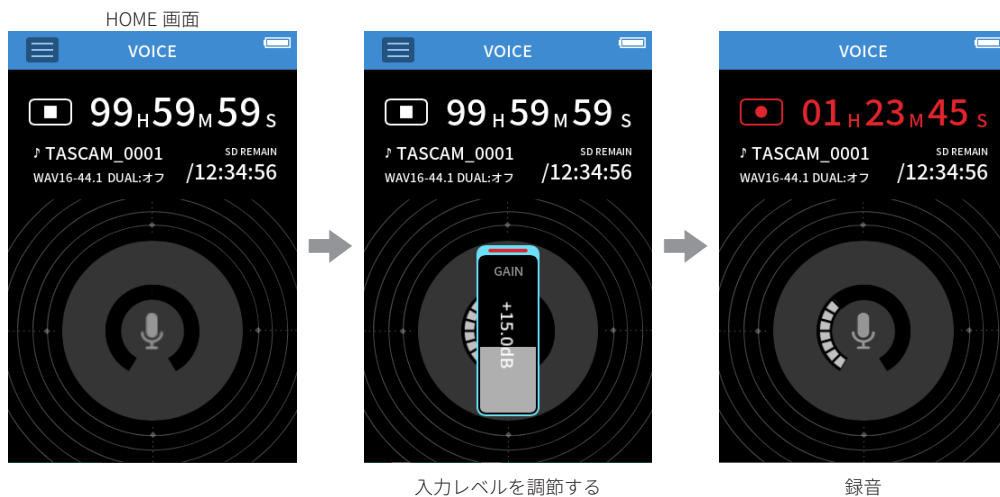 HOME 画面
VOICE
99H59M59S
♪ TASCAM_0001
SD REMAIN
WAV16-44.1 DUAL:オフ
/12:34:56
VOICE
99H59M59S
♪ TASCAM_0001
SD REMAIN
WAV16-44.1 DUAL:オフ
/12:34:56
GAIN
+15.0dB
入力レベルを調節する
VOICE
01H23M45S
♪ TASCAM_0001
SD REMAIN
WAV16-44.1 DUAL:オフ
/12:34:56
録音